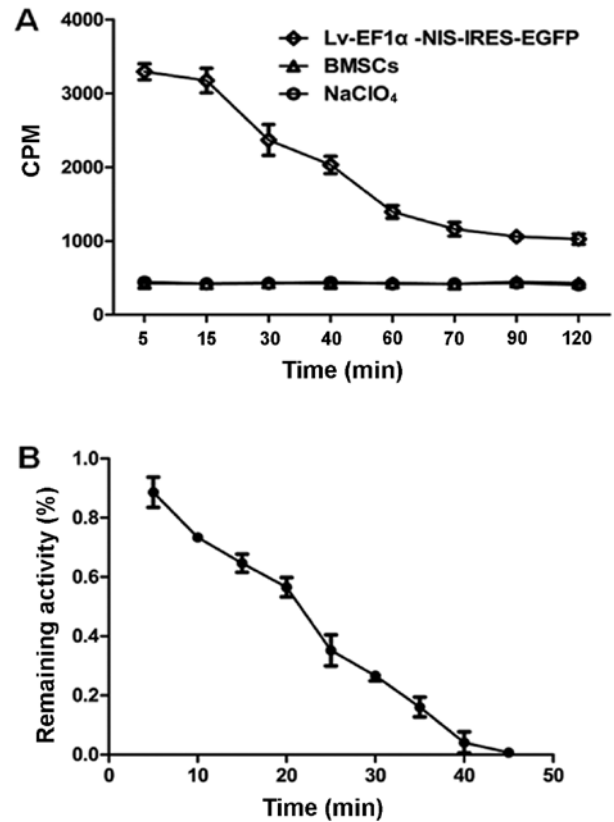 A
4000
3000
2000
1000
0
CPM
Lv-EF1α -NIS-IRES-EGFP
BMSCs
NaClO₄
5 15 30 40 60 70 90 120
Time (min)
B
1.0
0.8
0.6
0.4
0.2
0.0
Remaining activity (%)
0 10 20 30 40 50
Time (min)